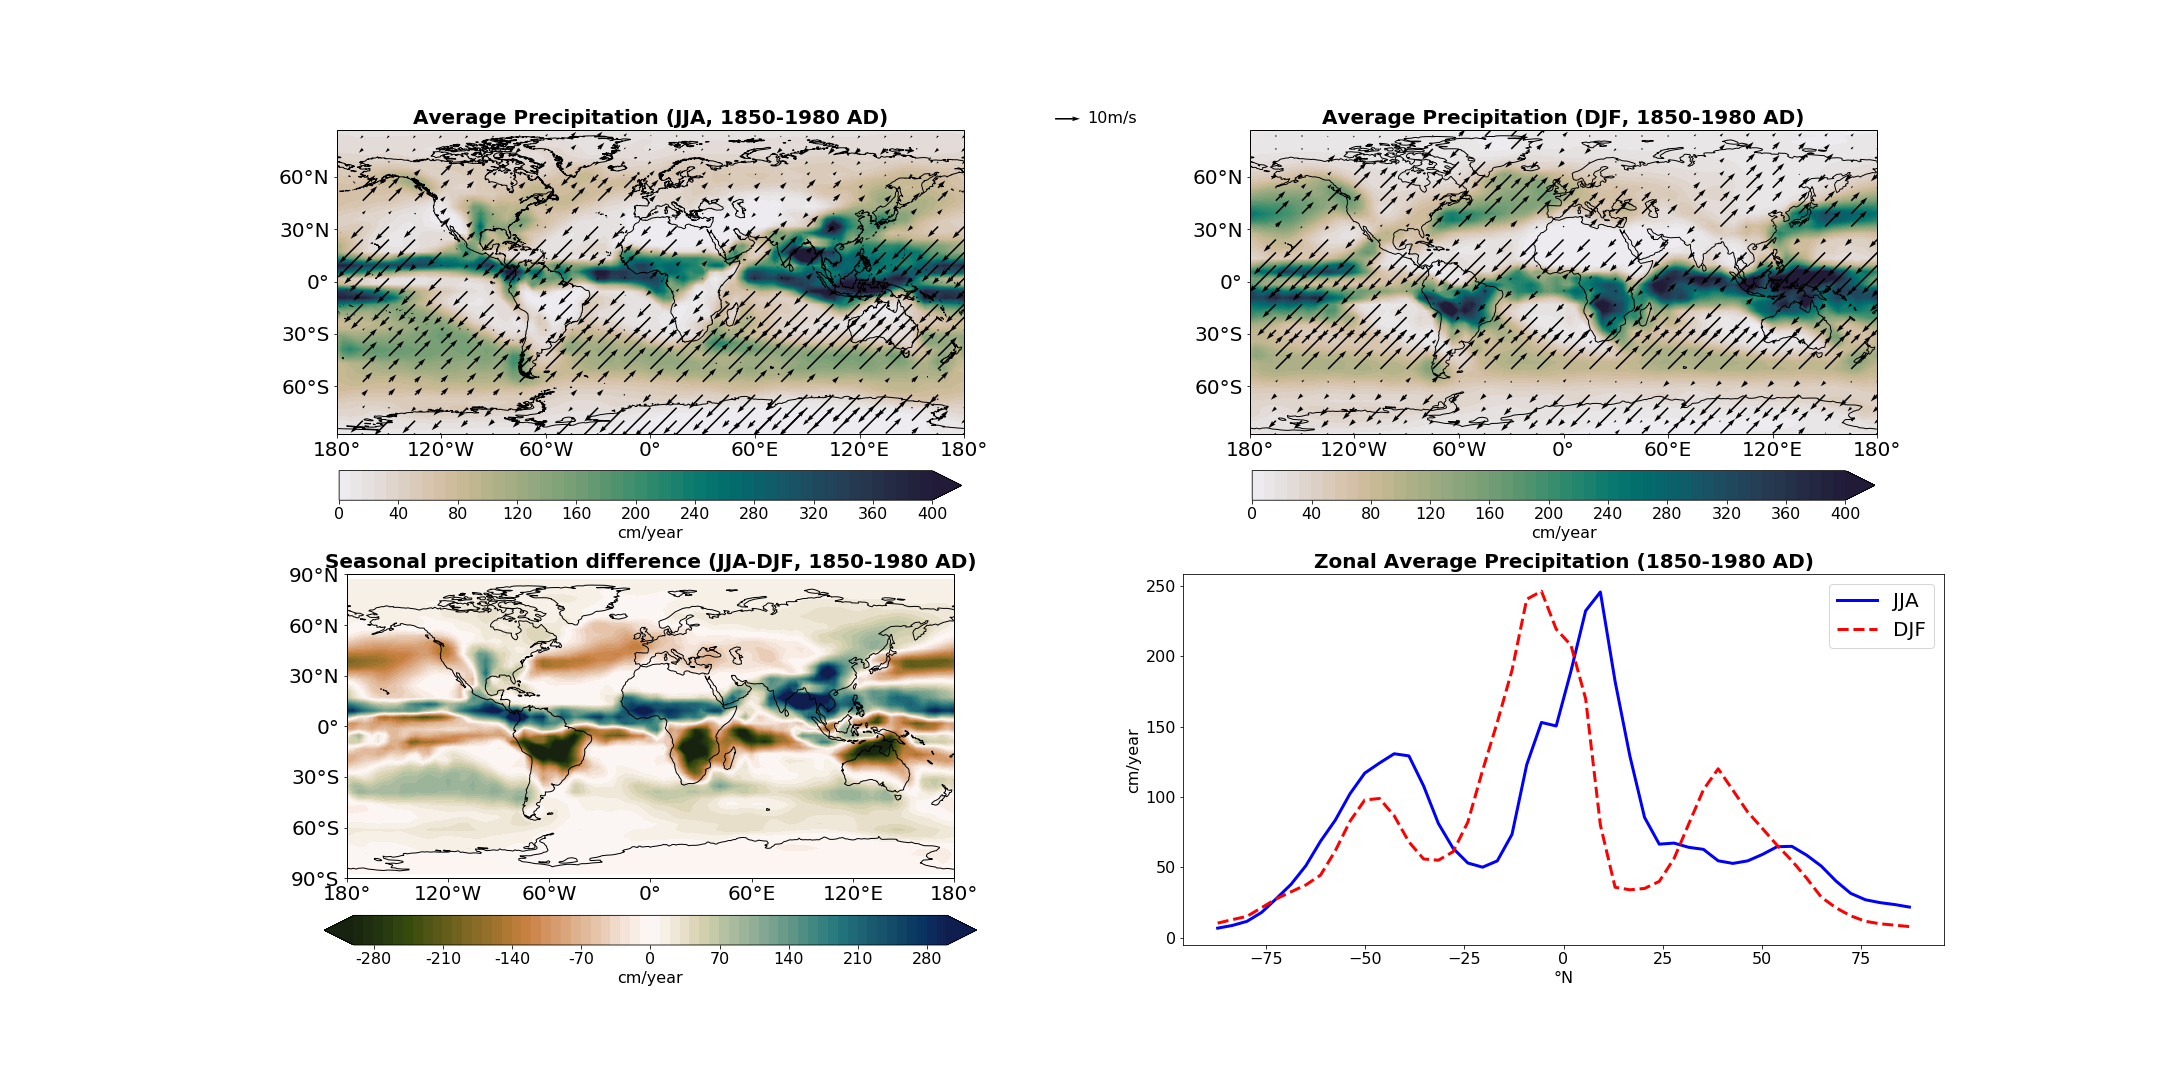 Average Precipitation (JJA, 1850-1980 AD)
10m/s
Average Precipitation (DJF, 1850-1980 AD)
60°N
30°N
0°
30°S
60°S
180° 120°W 60°W 0° 60°E 120°E 180°
60°N
30°N
0°
30°S
60°S
180° 120°W 60°W 0° 60°E 120°E 180°
0 40 80 120 160 200 240 280 320 360 400
cm/year
0 40 80 120 160 200 240 280 320 360 400
cm/year
Seasonal precipitation difference (JJA-DJF, 1850-1980 AD)
90°N
60°N
30°N
0°
30°S
60°S
90°S
180° 120°W 60°W 0° 60°E 120°E 180°
-280 -210 -140 -70 0 70 140 210 280
cm/year
Zonal Average Precipitation (1850-1980 AD)
250
200
150
100
50
0
cm/year
JJA
DJF
−75 −50 −25 0 25 50 75
°N